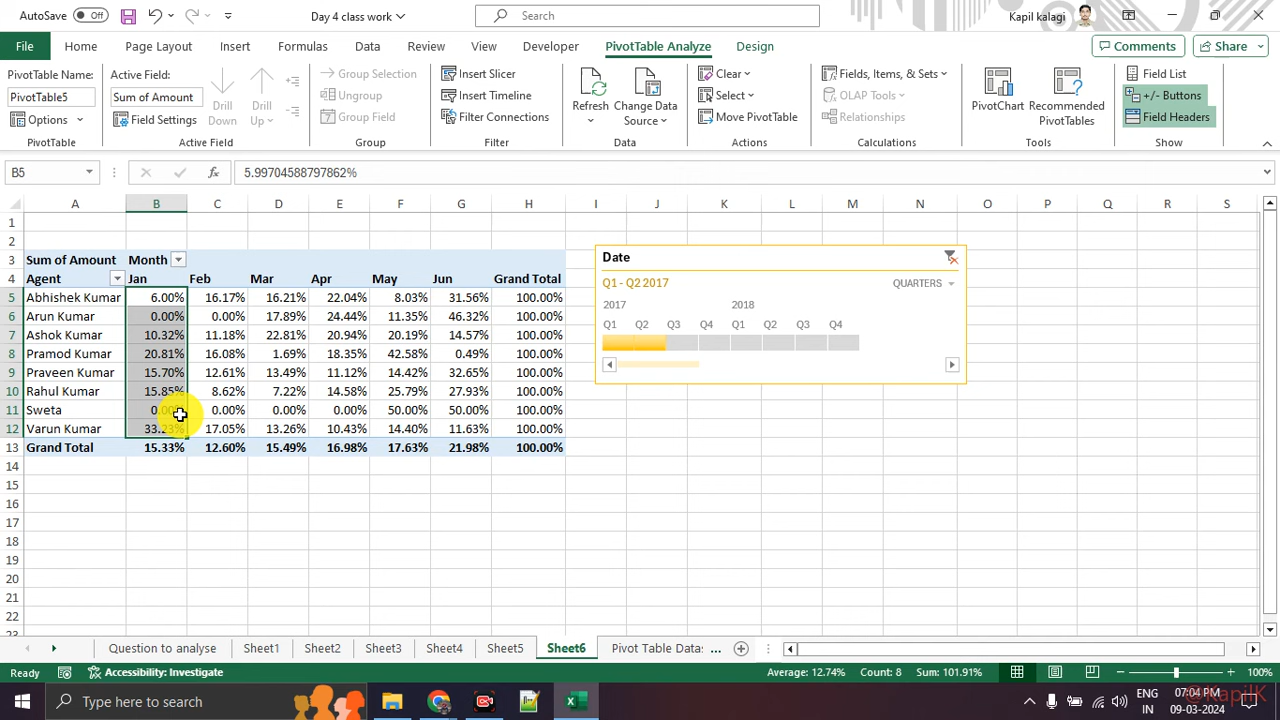 AutoSave Off Day 4 class work Search Kapil kalagi
File Home Page Layout Insert Formulas Data Review View Developer PivotTable Analyze Design Comments Share
PivotTable Name: Active Field: Group Selection Insert Slicer Clear Fields, Items, & Sets Field List
PivotTable5 Sum of Amount Drill Down Drill Up Ungroup Insert Timeline Refresh Change Data Source Select OLAP Tools PivotChart Recommended PivotTables +/- Buttons
Options Field Settings Group Field Filter Connections Move PivotTable Relationships Field Headers
PivotTable Active Field Group Filter Data Actions Calculations Tools Show
B5 fx 5.99704588797862%
A B C D E F G H I J K L M N O P Q R S
1
2
3 Sum of Amount Month
4 Agent Jan Feb Mar Apr May Jun Grand Total
5 Abhishek Kumar 6.00% 16.17% 16.21% 22.04% 8.03% 31.56% 100.00%
6 Arun Kumar 0.00% 0.00% 17.89% 24.44% 11.35% 46.32% 100.00%
7 Ashok Kumar 10.32% 11.18% 22.81% 20.94% 20.19% 14.57% 100.00%
8 Pramod Kumar 20.81% 16.08% 1.69% 18.35% 42.58% 0.49% 100.00%
9 Praveen Kumar 15.70% 12.61% 13.49% 11.12% 14.42% 32.65% 100.00%
10 Rahul Kumar 15.85% 8.62% 7.22% 14.58% 25.79% 27.93% 100.00%
11 Sweta 0.00% 0.00% 0.00% 0.00% 50.00% 50.00% 100.00%
12 Varun Kumar 33.23% 17.05% 13.26% 10.43% 14.40% 11.63% 100.00%
13 Grand Total 15.33% 12.60% 15.49% 16.98% 17.63% 21.98% 100.00%
14
15
16
17
18
19
20
21
22
23
Date
Q1 - Q2 2017 QUARTERS
2017 2018
Q1 Q2 Q3 Q4 Q1 Q2 Q3 Q4
Question to analyse Sheet1 Sheet2 Sheet3 Sheet4 Sheet5 Sheet6 Pivot Table Data ...
Ready Accessibility: Investigate Average: 12.74% Count: 8 Sum: 101.91% 100%
Type here to search ENG IN 07:04 PM 09-03-2024
@KapilK